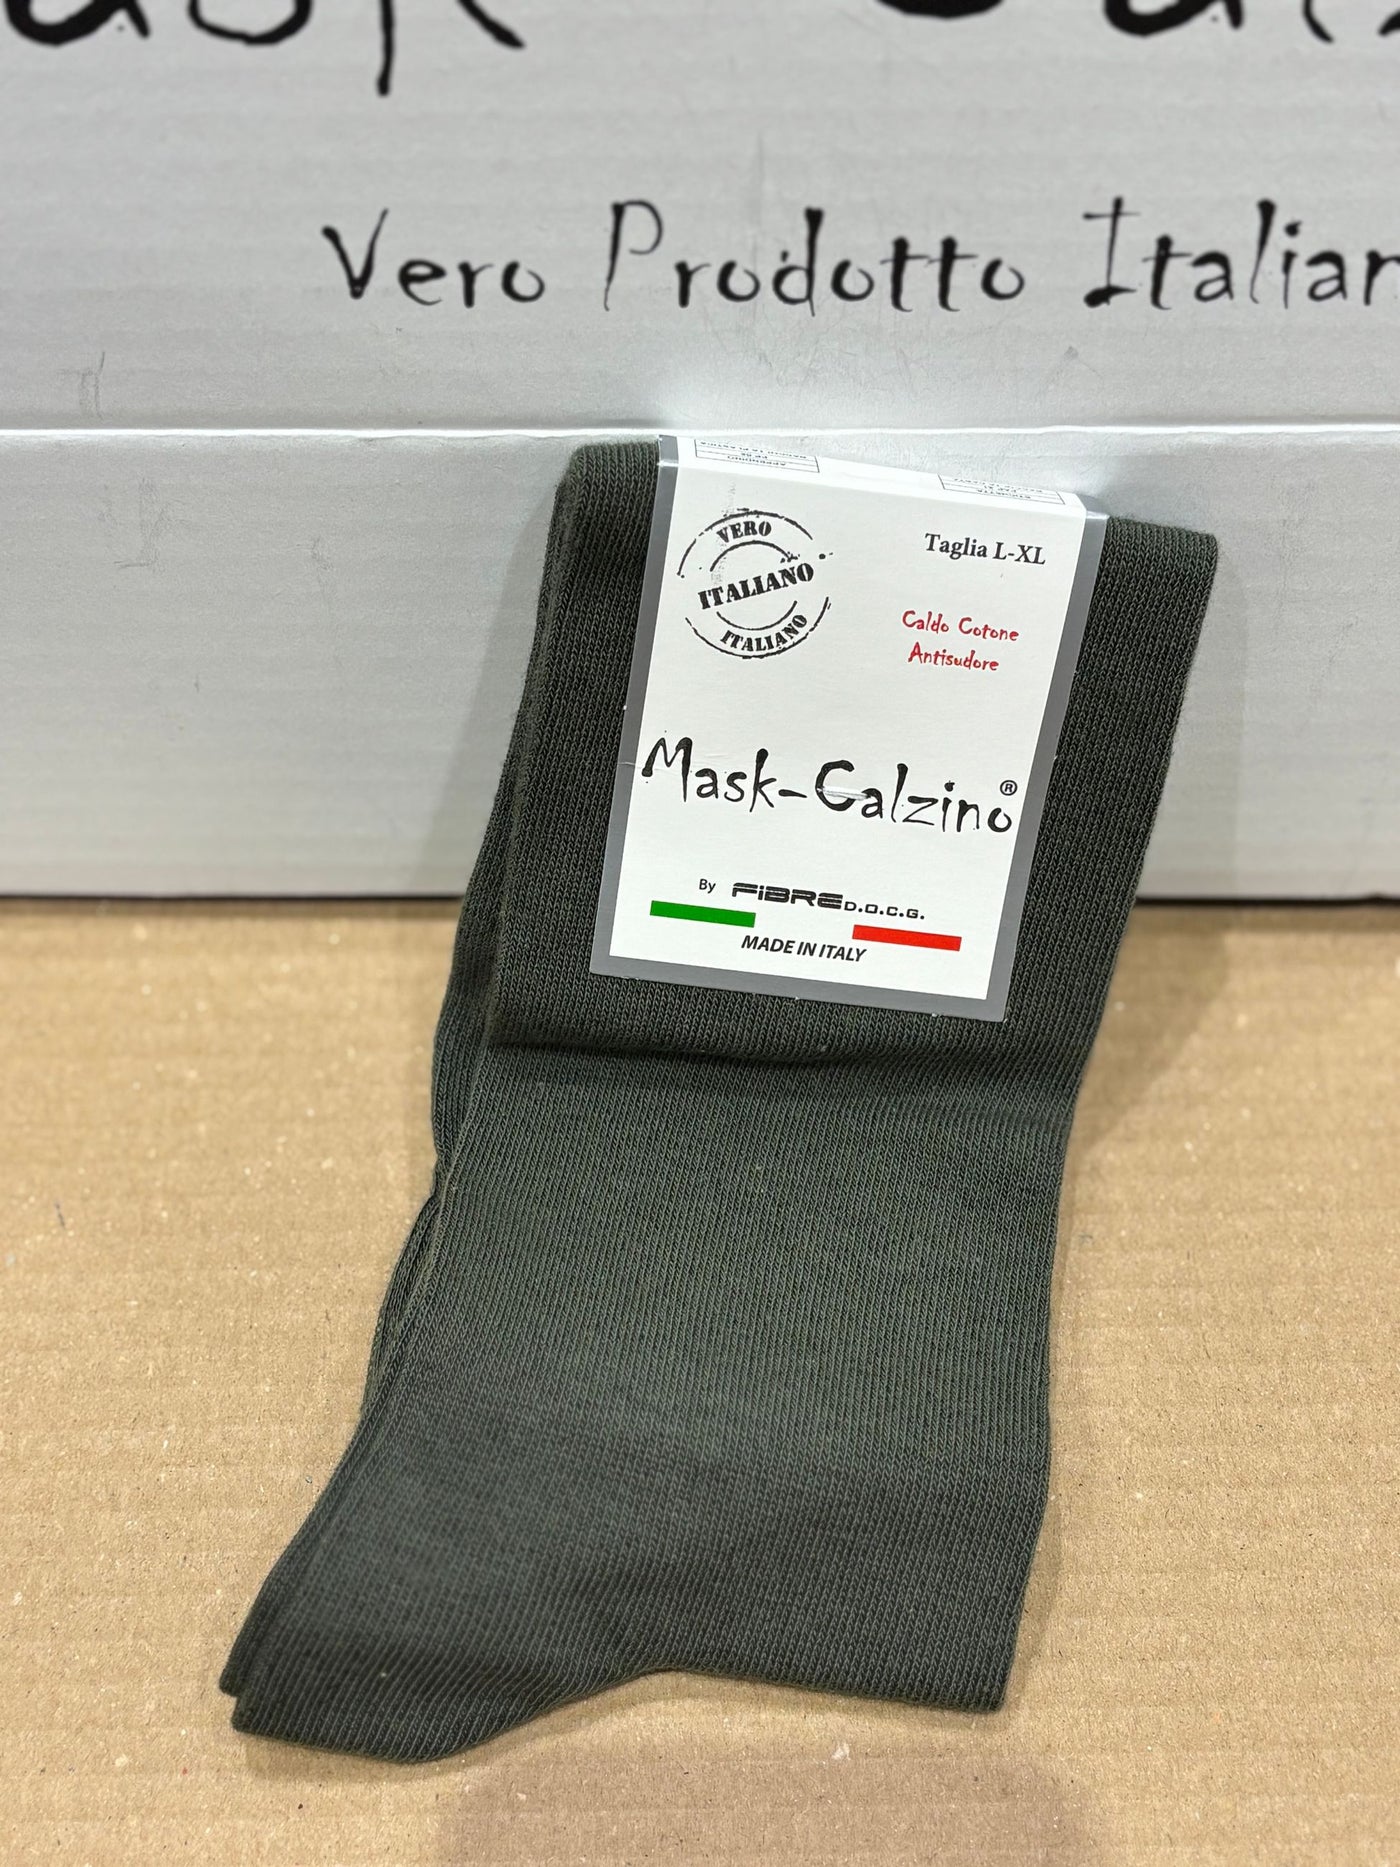 Vero Prodotto Italian
VERO
ITALIANO
ITALIANO
Taglia L-XL
Caldo Cotone
Antisudore
Mask-Calzino®
By FiBRE D.O.C.G.
MADE IN ITALY